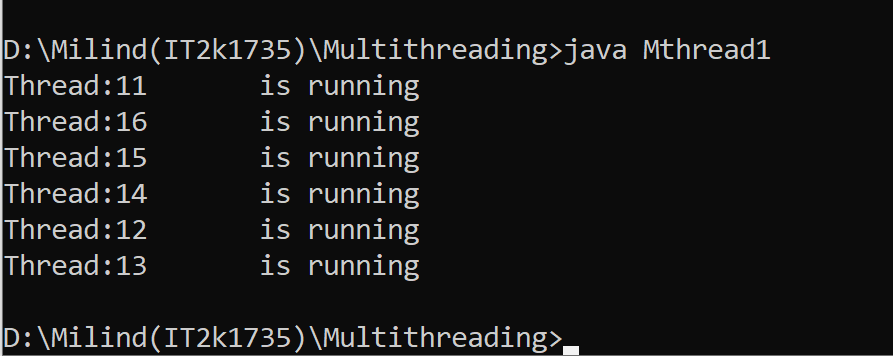 D:\Milind(IT2k1735)\Multithreading>java Mthread1
Thread:11       is running
Thread:16       is running
Thread:15       is running
Thread:14       is running
Thread:12       is running
Thread:13       is running
D:\Milind(IT2k1735)\Multithreading>